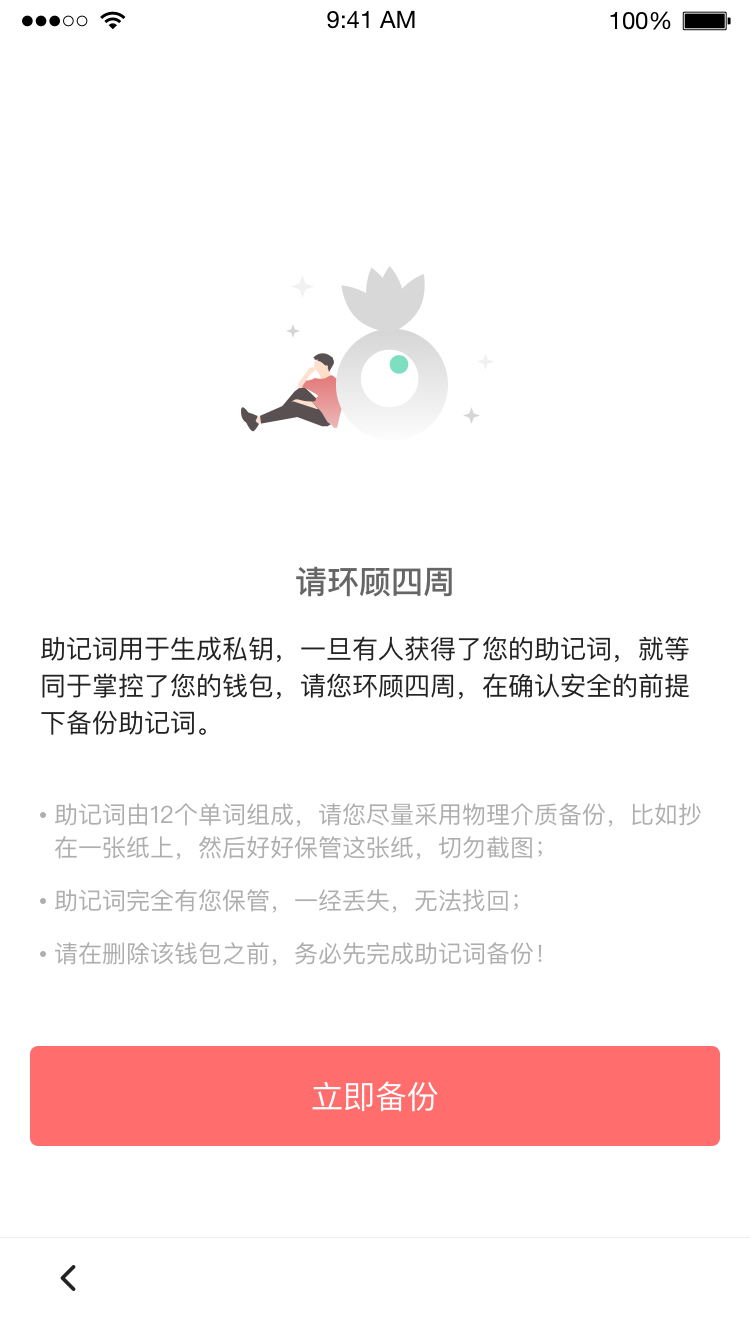 9:41 AM 100%
请环顾四周
助记词用于生成私钥，一旦有人获得了您的助记词，就等
同于掌控了您的钱包，请您环顾四周，在确认安全的前提
下备份助记词。
• 助记词由12个单词组成，请您尽量采用物理介质备份，比如抄
在一张纸上，然后好好保管这张纸，切勿截图；
• 助记词完全有您保管，一经丢失，无法找回；
• 请在删除该钱包之前，务必先完成助记词备份！
立即备份